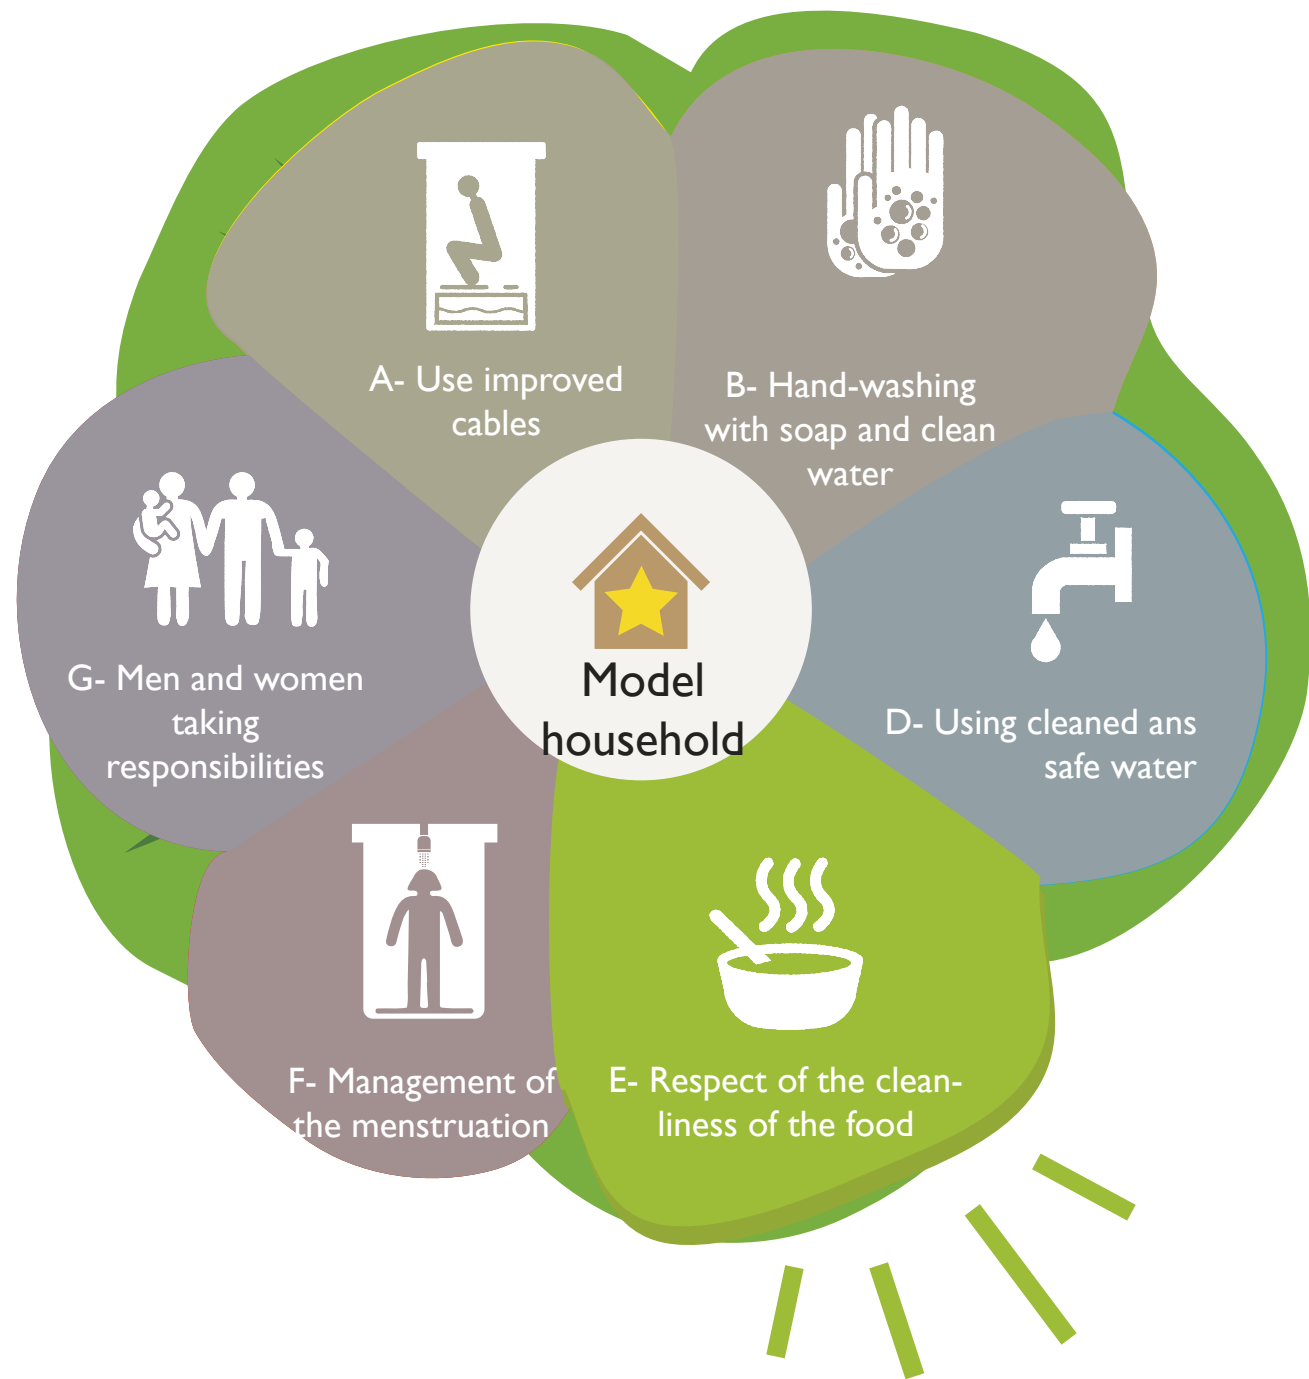 A- Use improved
cables
B- Hand-washing
with soap and clean
water
D- Using cleaned ans
safe water
E- Respect of the clean-
liness of the food
F- Management of
the menstruation
G- Men and women
taking
responsibilities
Model
household